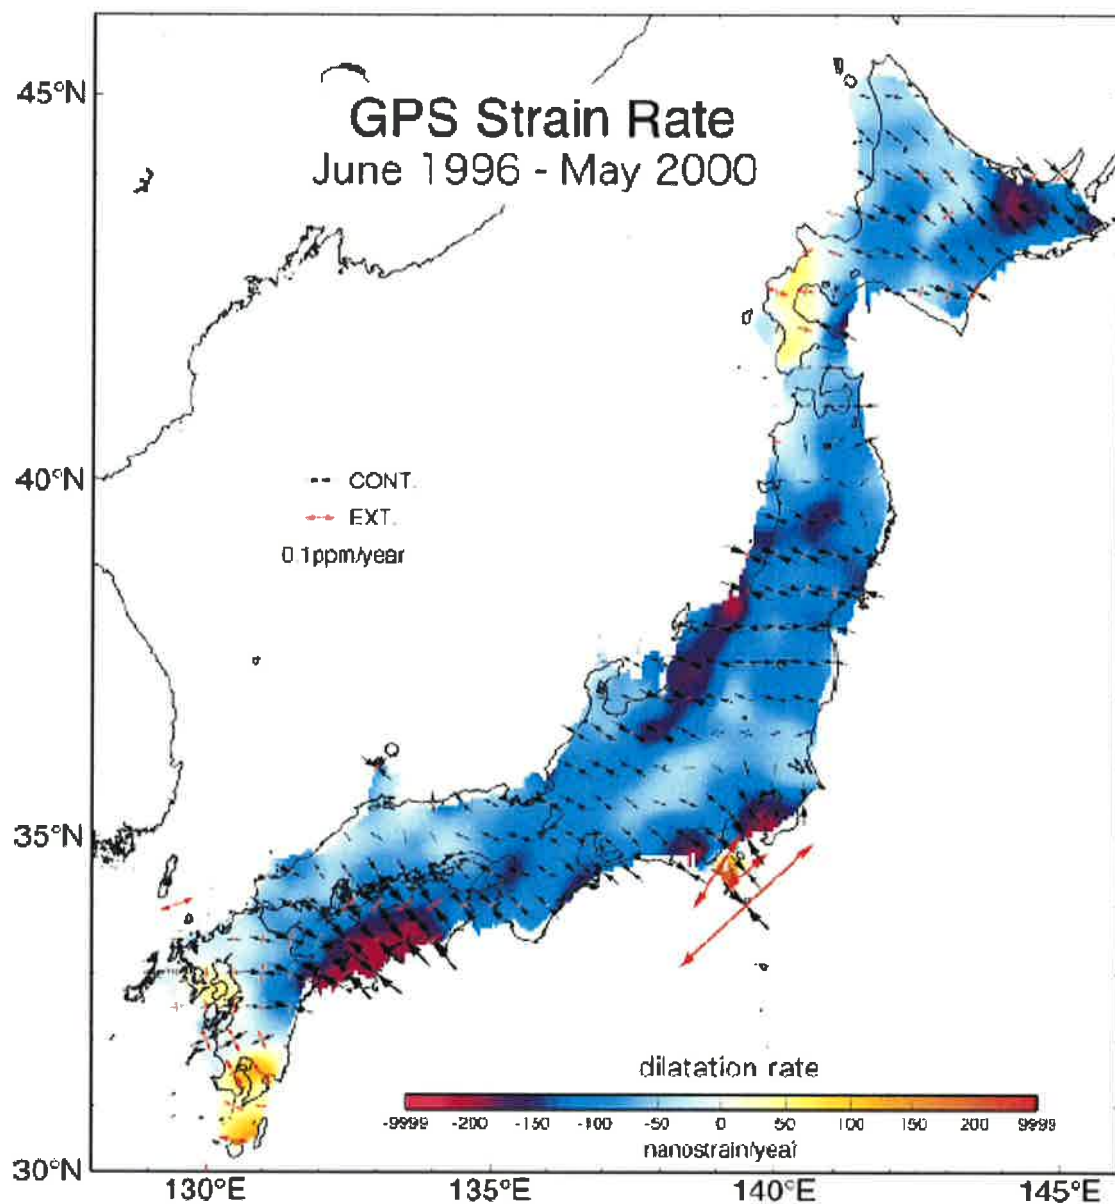 45°N
GPS Strain Rate
June 1996 - May 2000
40°N
CONT.
EXT.
0.1ppm/year
35°N
dilatation rate
-9999 -200 -150 -100 -50 0 50 100 150 200 9999
nanostrain/year
30°N
130°E 135°E 140°E 145°E